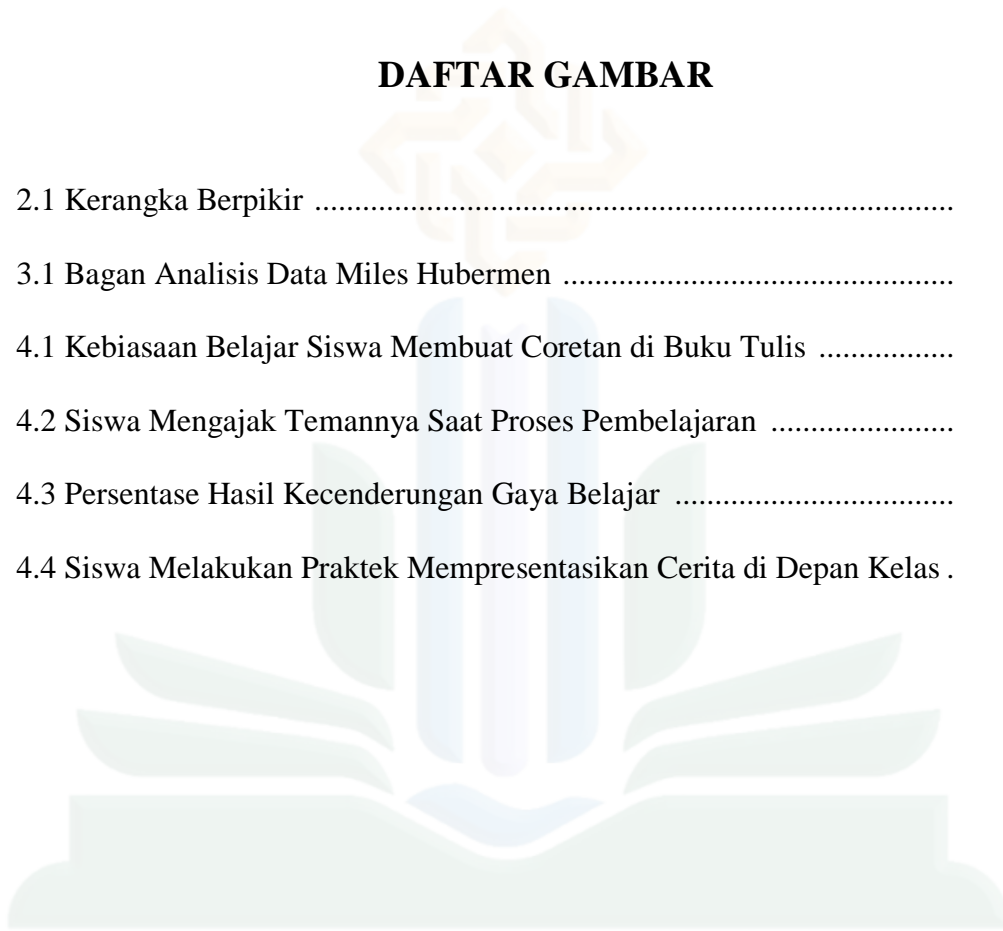 DAFTAR GAMBAR
2.1 Kerangka Berpikir ................................................................................
3.1 Bagan Analisis Data Miles Hubermen .................................................
4.1 Kebiasaan Belajar Siswa Membuat Coretan di Buku Tulis .................
4.2 Siswa Mengajak Temannya Saat Proses Pembelajaran .......................
4.3 Persentase Hasil Kecenderungan Gaya Belajar ...................................
4.4 Siswa Melakukan Praktek Mempresentasikan Cerita di Depan Kelas .